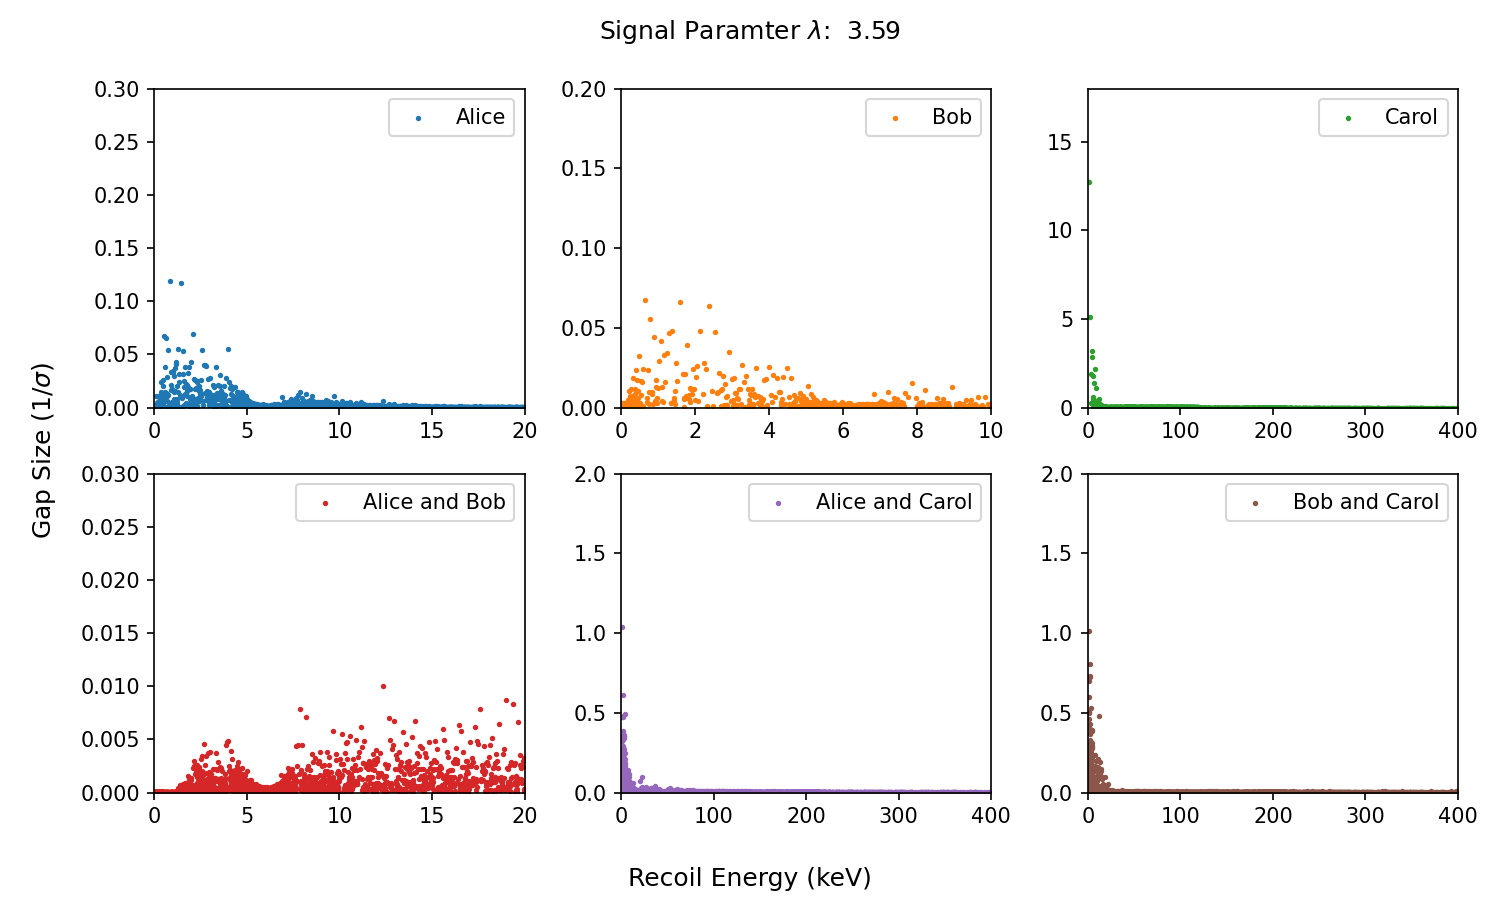 Signal Paramter λ: 3.59
0.30
0.25
0.20
0.15
0.10
0.05
0.00
0 5 10 15 20
Alice
0.20
0.15
0.10
0.05
0.00
0 2 4 6 8 10
Bob
15
10
5
0
0 100 200 300 400
Carol
Gap Size (1/σ)
0.030
0.025
0.020
0.015
0.010
0.005
0.000
0 5 10 15 20
Alice and Bob
2.0
1.5
1.0
0.5
0.0
0 100 200 300 400
Alice and Carol
2.0
1.5
1.0
0.5
0.0
0 100 200 300 400
Bob and Carol
Recoil Energy (keV)